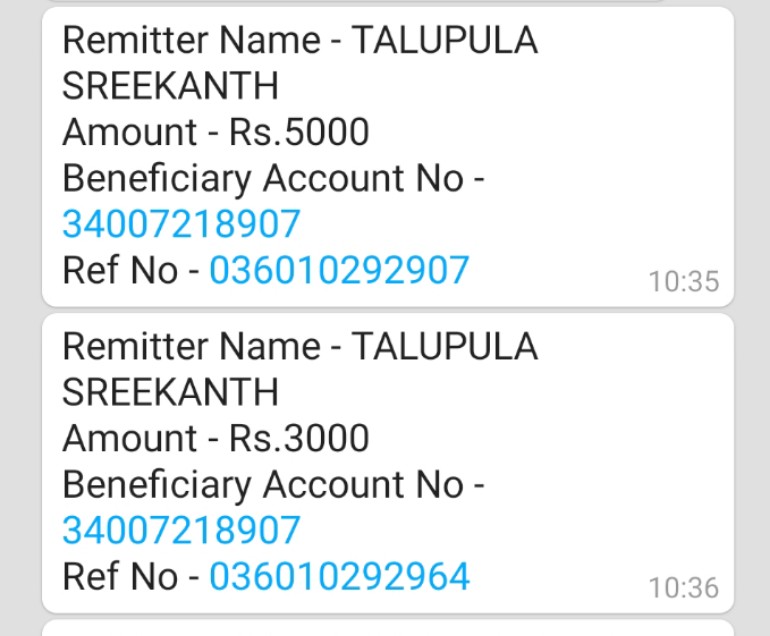 Remitter Name - TALUPULA
SREEKANTH
Amount - Rs.5000
Beneficiary Account No -
34007218907
Ref No - 036010292907
10:35
Remitter Name - TALUPULA
SREEKANTH
Amount - Rs.3000
Beneficiary Account No -
34007218907
Ref No - 036010292964
10:36